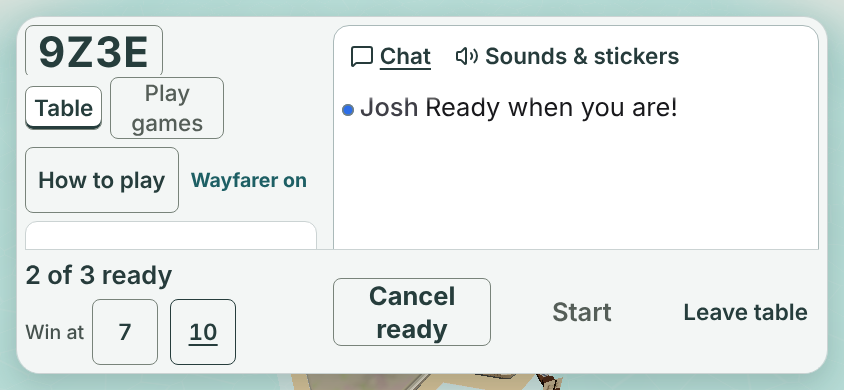 9Z3E
Table
Play
games
How to play
Wayfarer on
2 of 3 ready
Win at
7
10
Chat
Sounds & stickers
Josh Ready when you are!
Cancel
ready
Start
Leave table